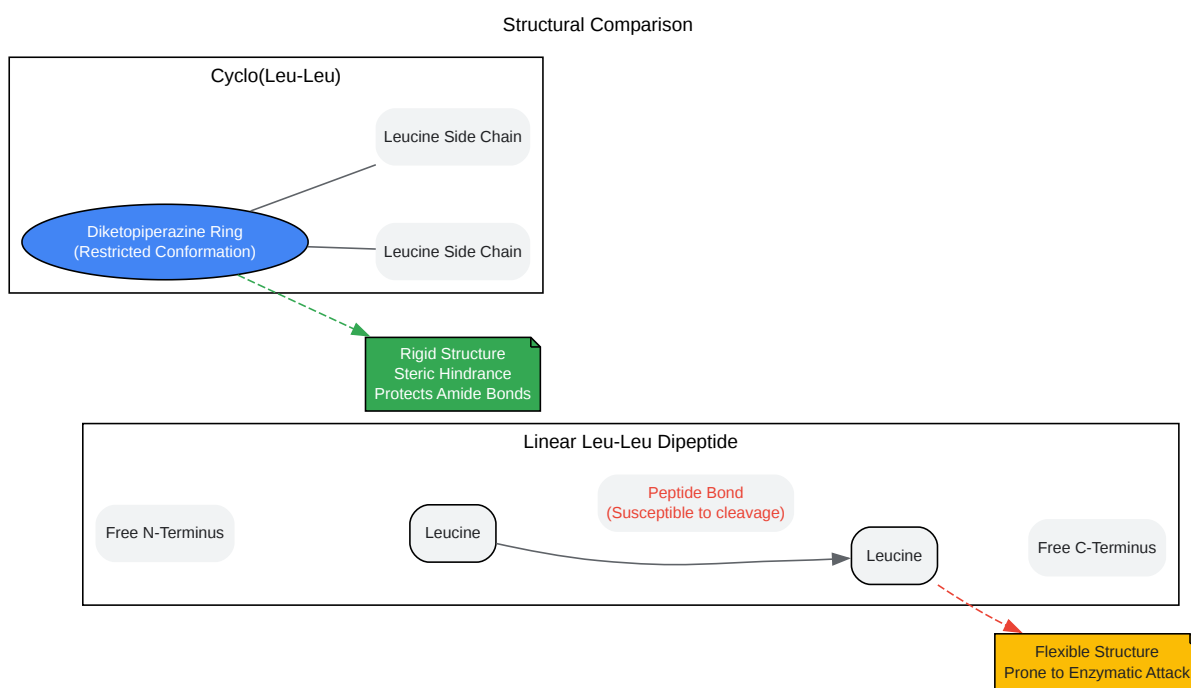 Structural Comparison
Cyclo(Leu-Leu)
Leucine Side Chain
Diketopiperazine Ring
(Restricted Conformation)
Leucine Side Chain
Rigid Structure
Steric Hindrance
Protects Amide Bonds
Linear Leu-Leu Dipeptide
Free N-Terminus
Leucine
Peptide Bond
(Susceptible to cleavage)
Leucine
Free C-Terminus
Flexible Structure
Prone to Enzymatic Attack